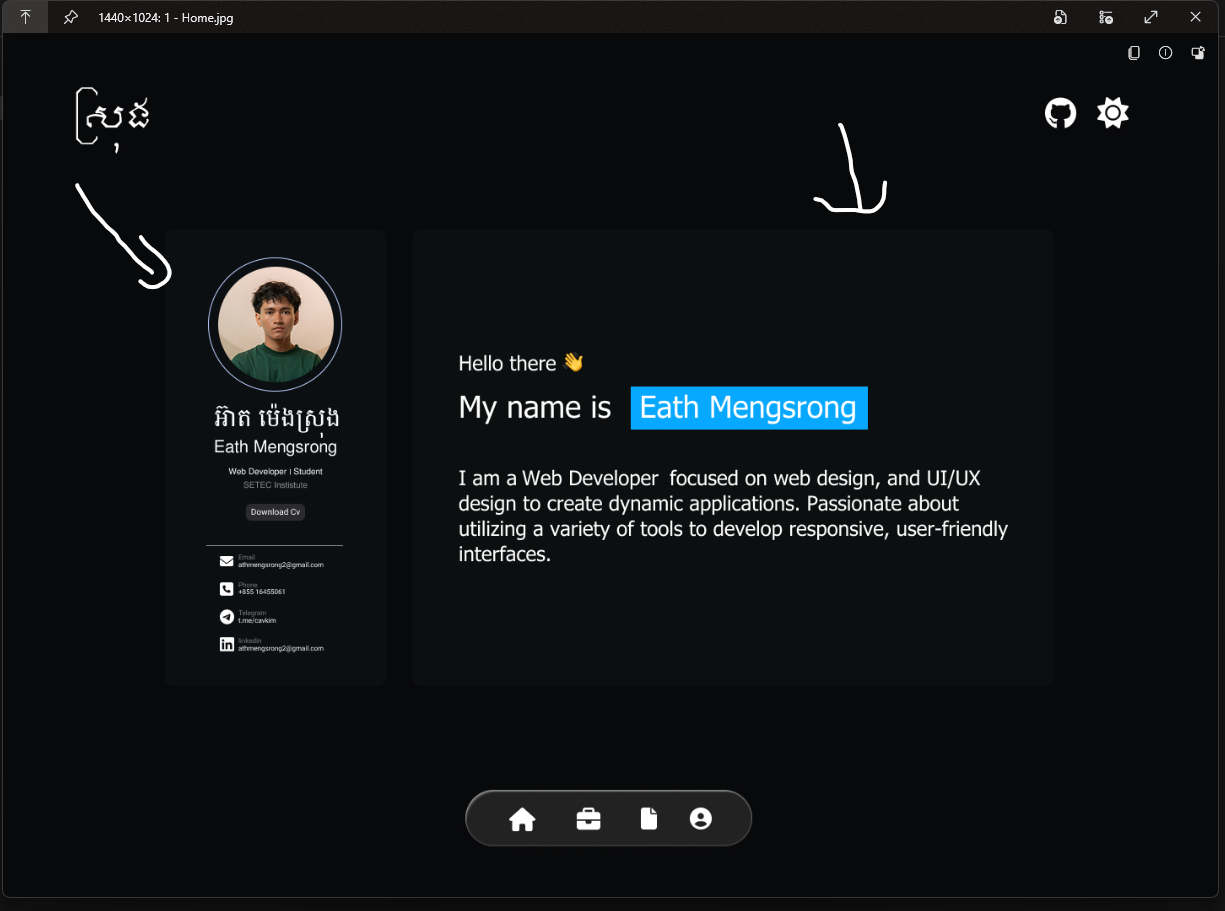 1440×1024: 1 - Home.jpg
ស្រុង
អ៊ាត ម៉េងស្រុង
Eath Mengsrong
Web Developer | Student
SETEC Institute
Download Cv
Email
athmengsrong2@gmail.com
Phone
+855 16455061
Telegram
t.me/cavkim
linkedin
athmengsrong2@gmail.com
Hello there 👋
My name is Eath Mengsrong
I am a Web Developer focused on web design, and UI/UX
design to create dynamic applications. Passionate about
utilizing a variety of tools to develop responsive, user-friendly
interfaces.